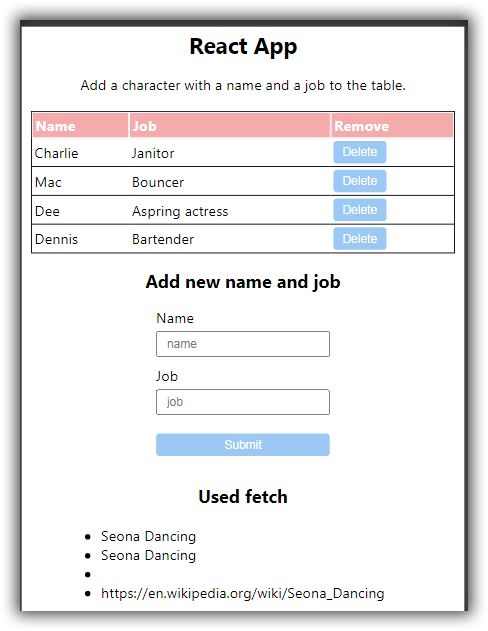 React App
Add a character with a name and a job to the table.
Name Job Remove
Charlie Janitor Delete
Mac Bouncer Delete
Dee Aspring actress Delete
Dennis Bartender Delete
Add new name and job
Name
name
Job
job
Submit
Used fetch
Seona Dancing
Seona Dancing
https://en.wikipedia.org/wiki/Seona_Dancing